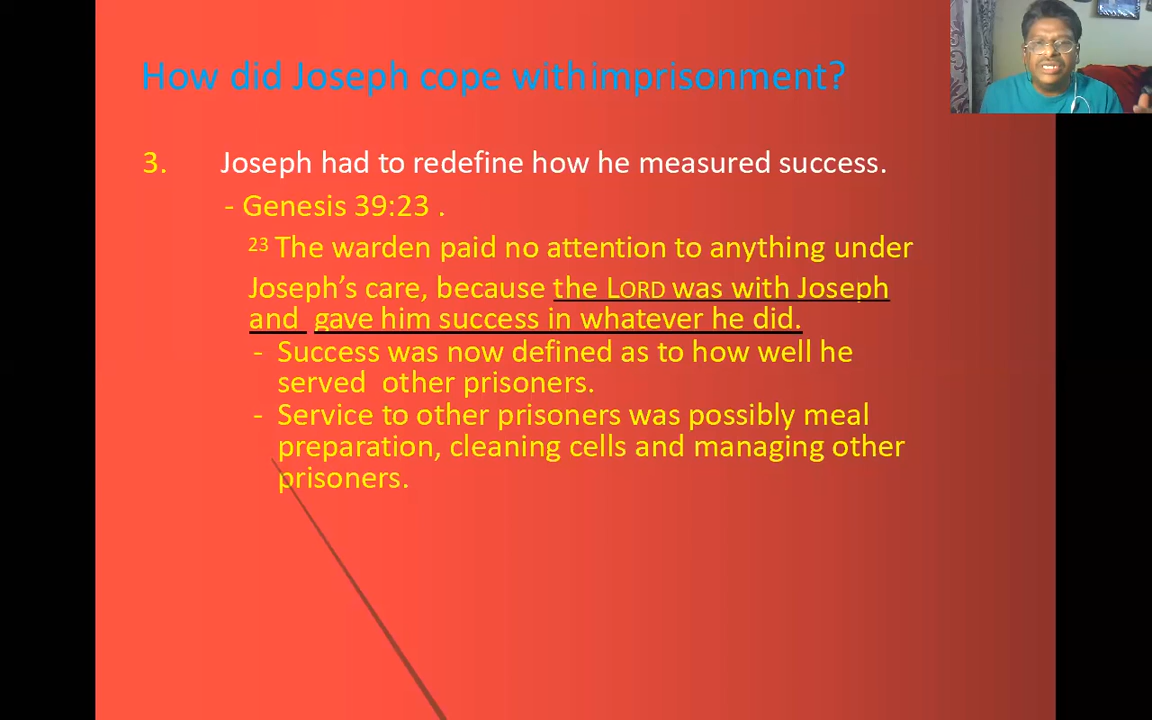 How did Joseph cope withimprisonment?
3. Joseph had to redefine how he measured success.
- Genesis 39:23 .
23 The warden paid no attention to anything under
Joseph’s care, because the LORD was with Joseph
and gave him success in whatever he did.
- Success was now defined as to how well he
served other prisoners.
- Service to other prisoners was possibly meal
preparation, cleaning cells and managing other
prisoners.